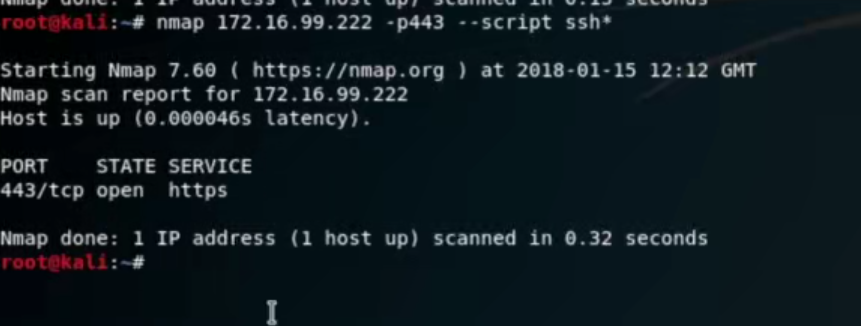 Nmap done: 1 IP address (1 host up) scanned in 0.13 seconds
root@kali:~# nmap 172.16.99.222 -p443 --script ssh*
Starting Nmap 7.60 ( https://nmap.org ) at 2018-01-15 12:12 GMT
Nmap scan report for 172.16.99.222
Host is up (0.000046s latency).
PORT    STATE SERVICE
443/tcp open  https
Nmap done: 1 IP address (1 host up) scanned in 0.32 seconds
root@kali:~#